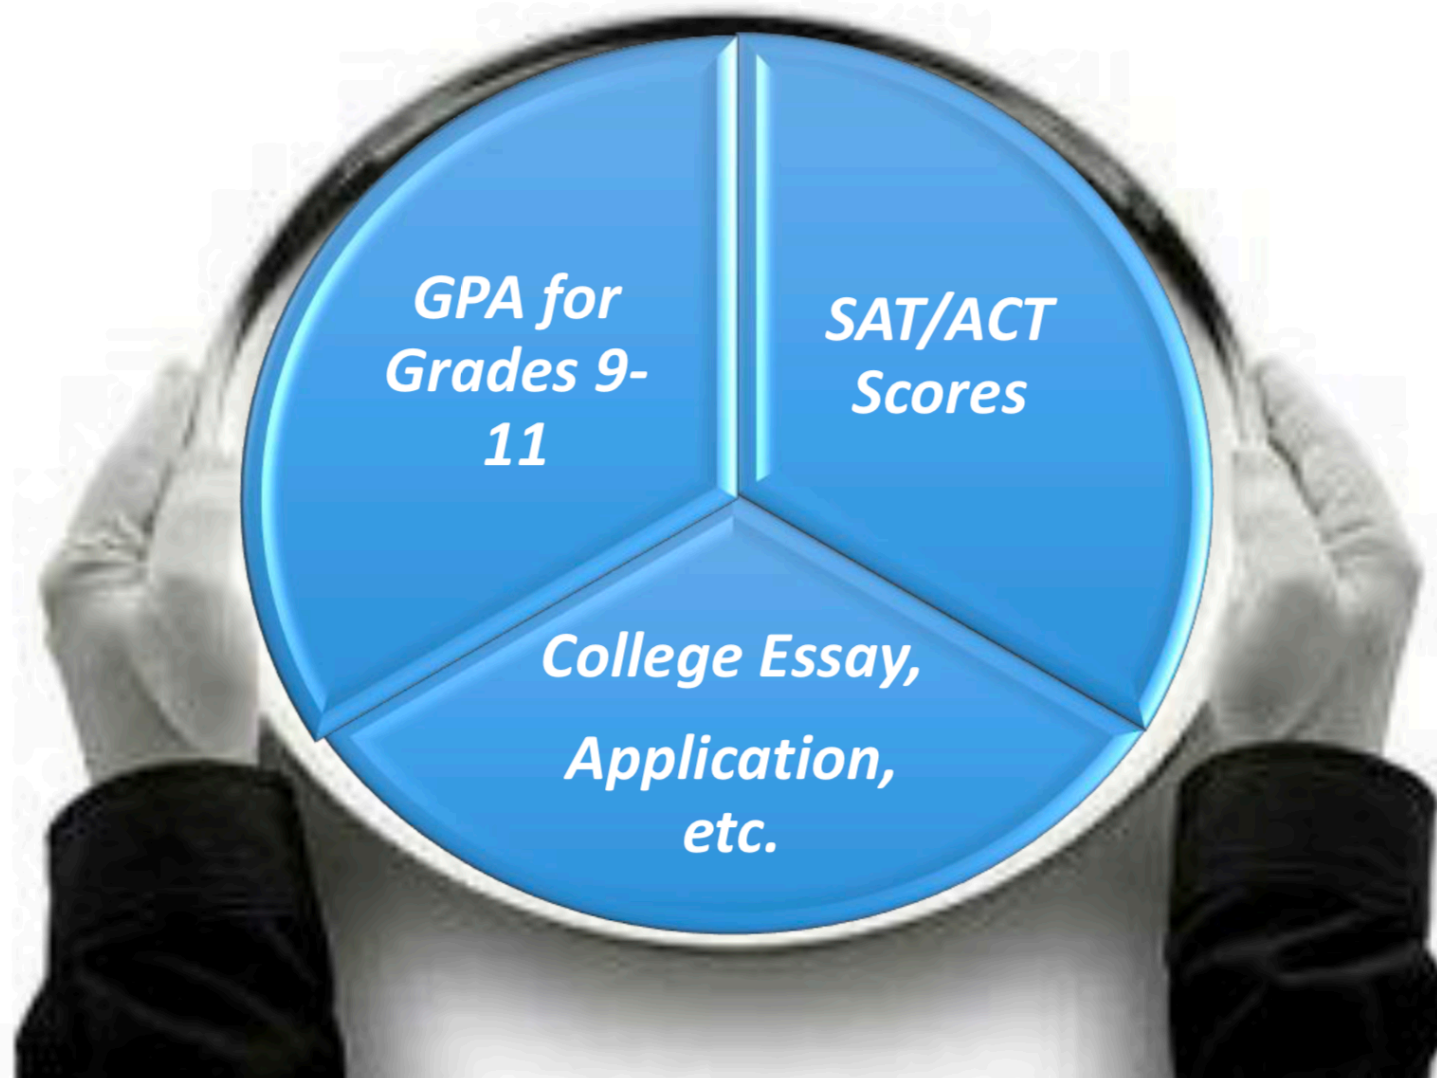 GPA for
Grades 9-
11
SAT/ACT
Scores
College Essay,
Application,
etc.